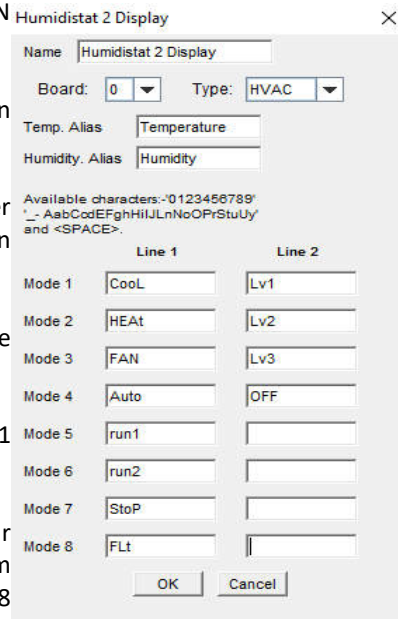 Humidistat 2 Display
Name Humidistat 2 Display
Board: 0 Type: HVAC
Temp. Alias Temperature
Humidity. Alias Humidity
Available characters:-'0123456789'
'_- AabCcdEFghHiIJLnNoOPrStuUy'
and <SPACE>.
Line 1 Line 2
Mode 1 CooL Lv1
Mode 2 HEAt Lv2
Mode 3 FAN Lv3
Mode 4 Auto OFF
Mode 5 run1
Mode 6 run2
Mode 7 StoP
Mode 8 FLt
OK Cancel